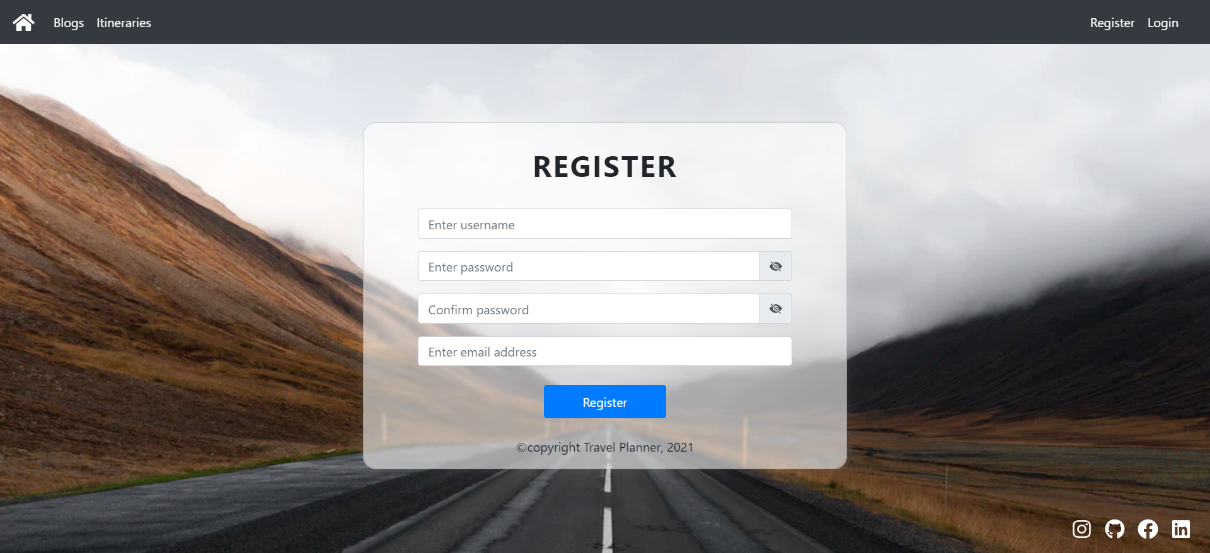 Blogs Itineraries Register Login
REGISTER
Enter username
Enter password
Confirm password
Enter email address
Register
©copyright Travel Planner, 2021